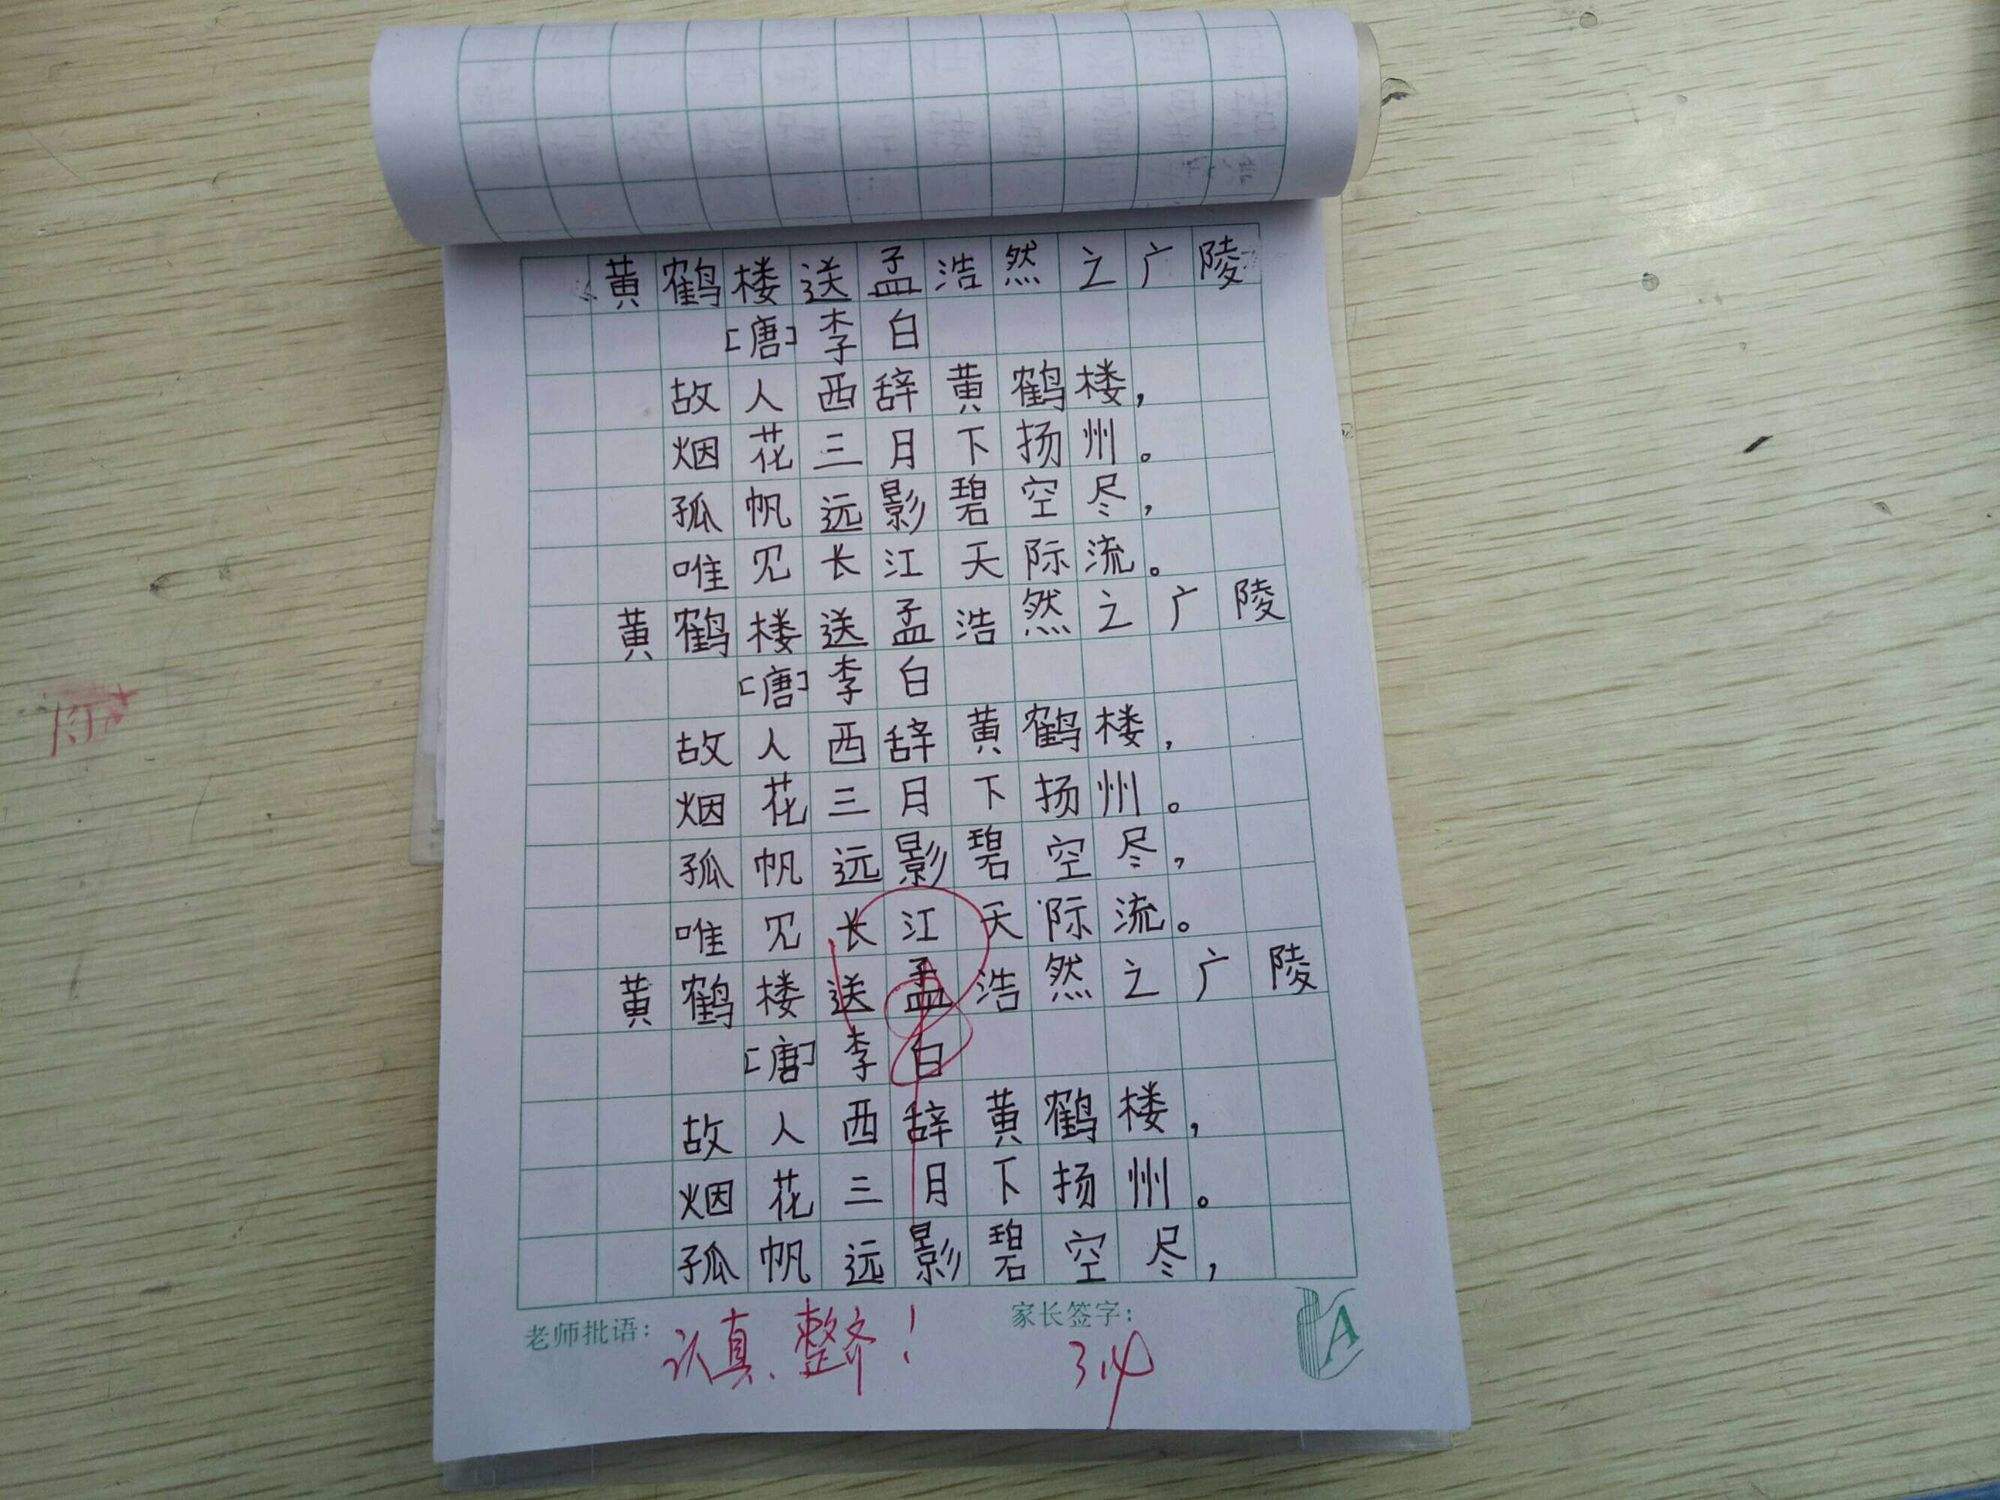 黄鹤楼送孟浩然之广陵
[唐]李白
故人西辞黄鹤楼，
烟花三月下扬州。
孤帆远影碧空尽，
唯见长江天际流。
黄鹤楼送孟浩然之广陵
[唐]李白
故人西辞黄鹤楼，
烟花三月下扬州。
孤帆远影碧空尽，
唯见长江天际流。
黄鹤楼送孟浩然之广陵
[唐]李白
故人西辞黄鹤楼，
烟花三月下扬州。
孤帆远影碧空尽，
老师批语： 认真、整齐！ 家长签字：
3.14
A